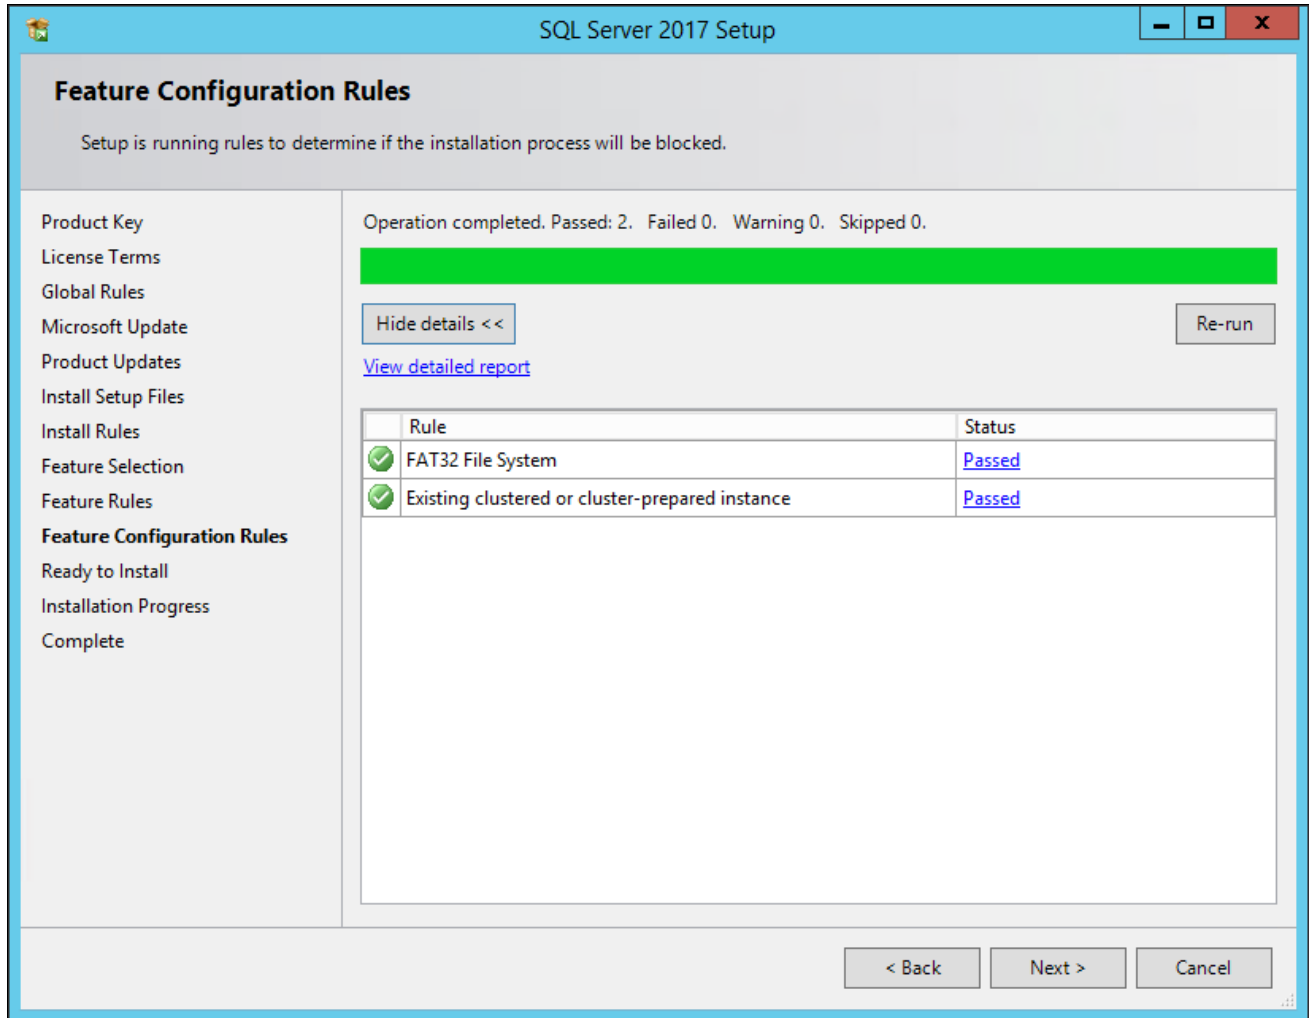 SQL Server 2017 Setup
Feature Configuration Rules
Setup is running rules to determine if the installation process will be blocked.
Product Key
License Terms
Global Rules
Microsoft Update
Product Updates
Install Setup Files
Install Rules
Feature Selection
Feature Rules
Feature Configuration Rules
Ready to Install
Installation Progress
Complete
Operation completed. Passed: 2.   Failed 0.   Warning 0.   Skipped 0.
Hide details << Re-run
View detailed report
Rule Status
FAT32 File System Passed
Existing clustered or cluster-prepared instance Passed
< Back Next > Cancel